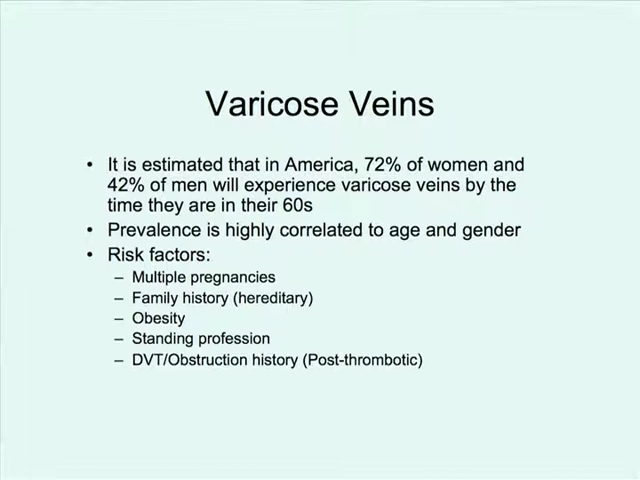 Varicose Veins
• It is estimated that in America, 72% of women and
42% of men will experience varicose veins by the
time they are in their 60s
• Prevalence is highly correlated to age and gender
• Risk factors:
– Multiple pregnancies
– Family history (hereditary)
– Obesity
– Standing profession
– DVT/Obstruction history (Post-thrombotic)